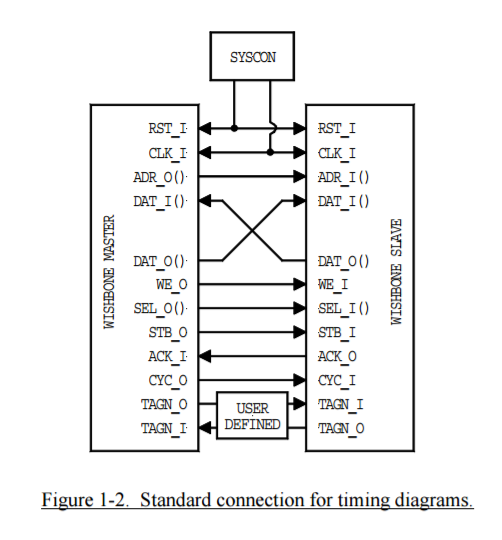 SYSCON
RST_I RST_I
CLK_I CLK_I
ADR_O() ADR_I()
DAT_I() DAT_I()
DAT_O() DAT_O()
WE_O WE_I
SEL_O() SEL_I()
STB_O STB_I
ACK_I ACK_O
CYC_O CYC_I
TAGN_O USER TAGN_I
TAGN_I DEFINED TAGN_O
WISHBONE MASTER
WISHBONE SLAVE
Figure 1-2. Standard connection for timing diagrams.